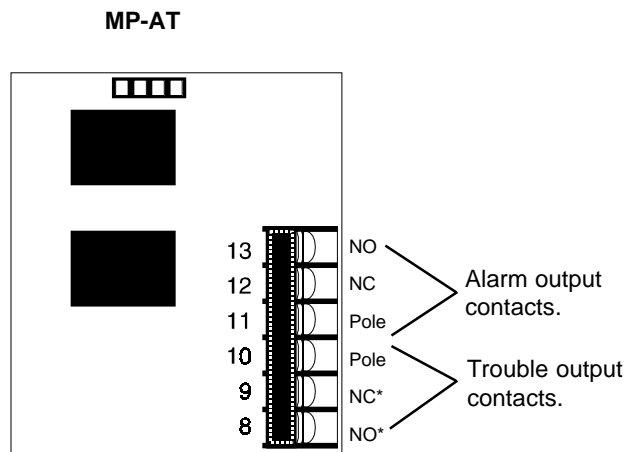 MP-AT
13 NO
12 NC
11 Pole
Alarm output
contacts.
10 Pole
9 NC*
8 NO*
Trouble output
contacts.